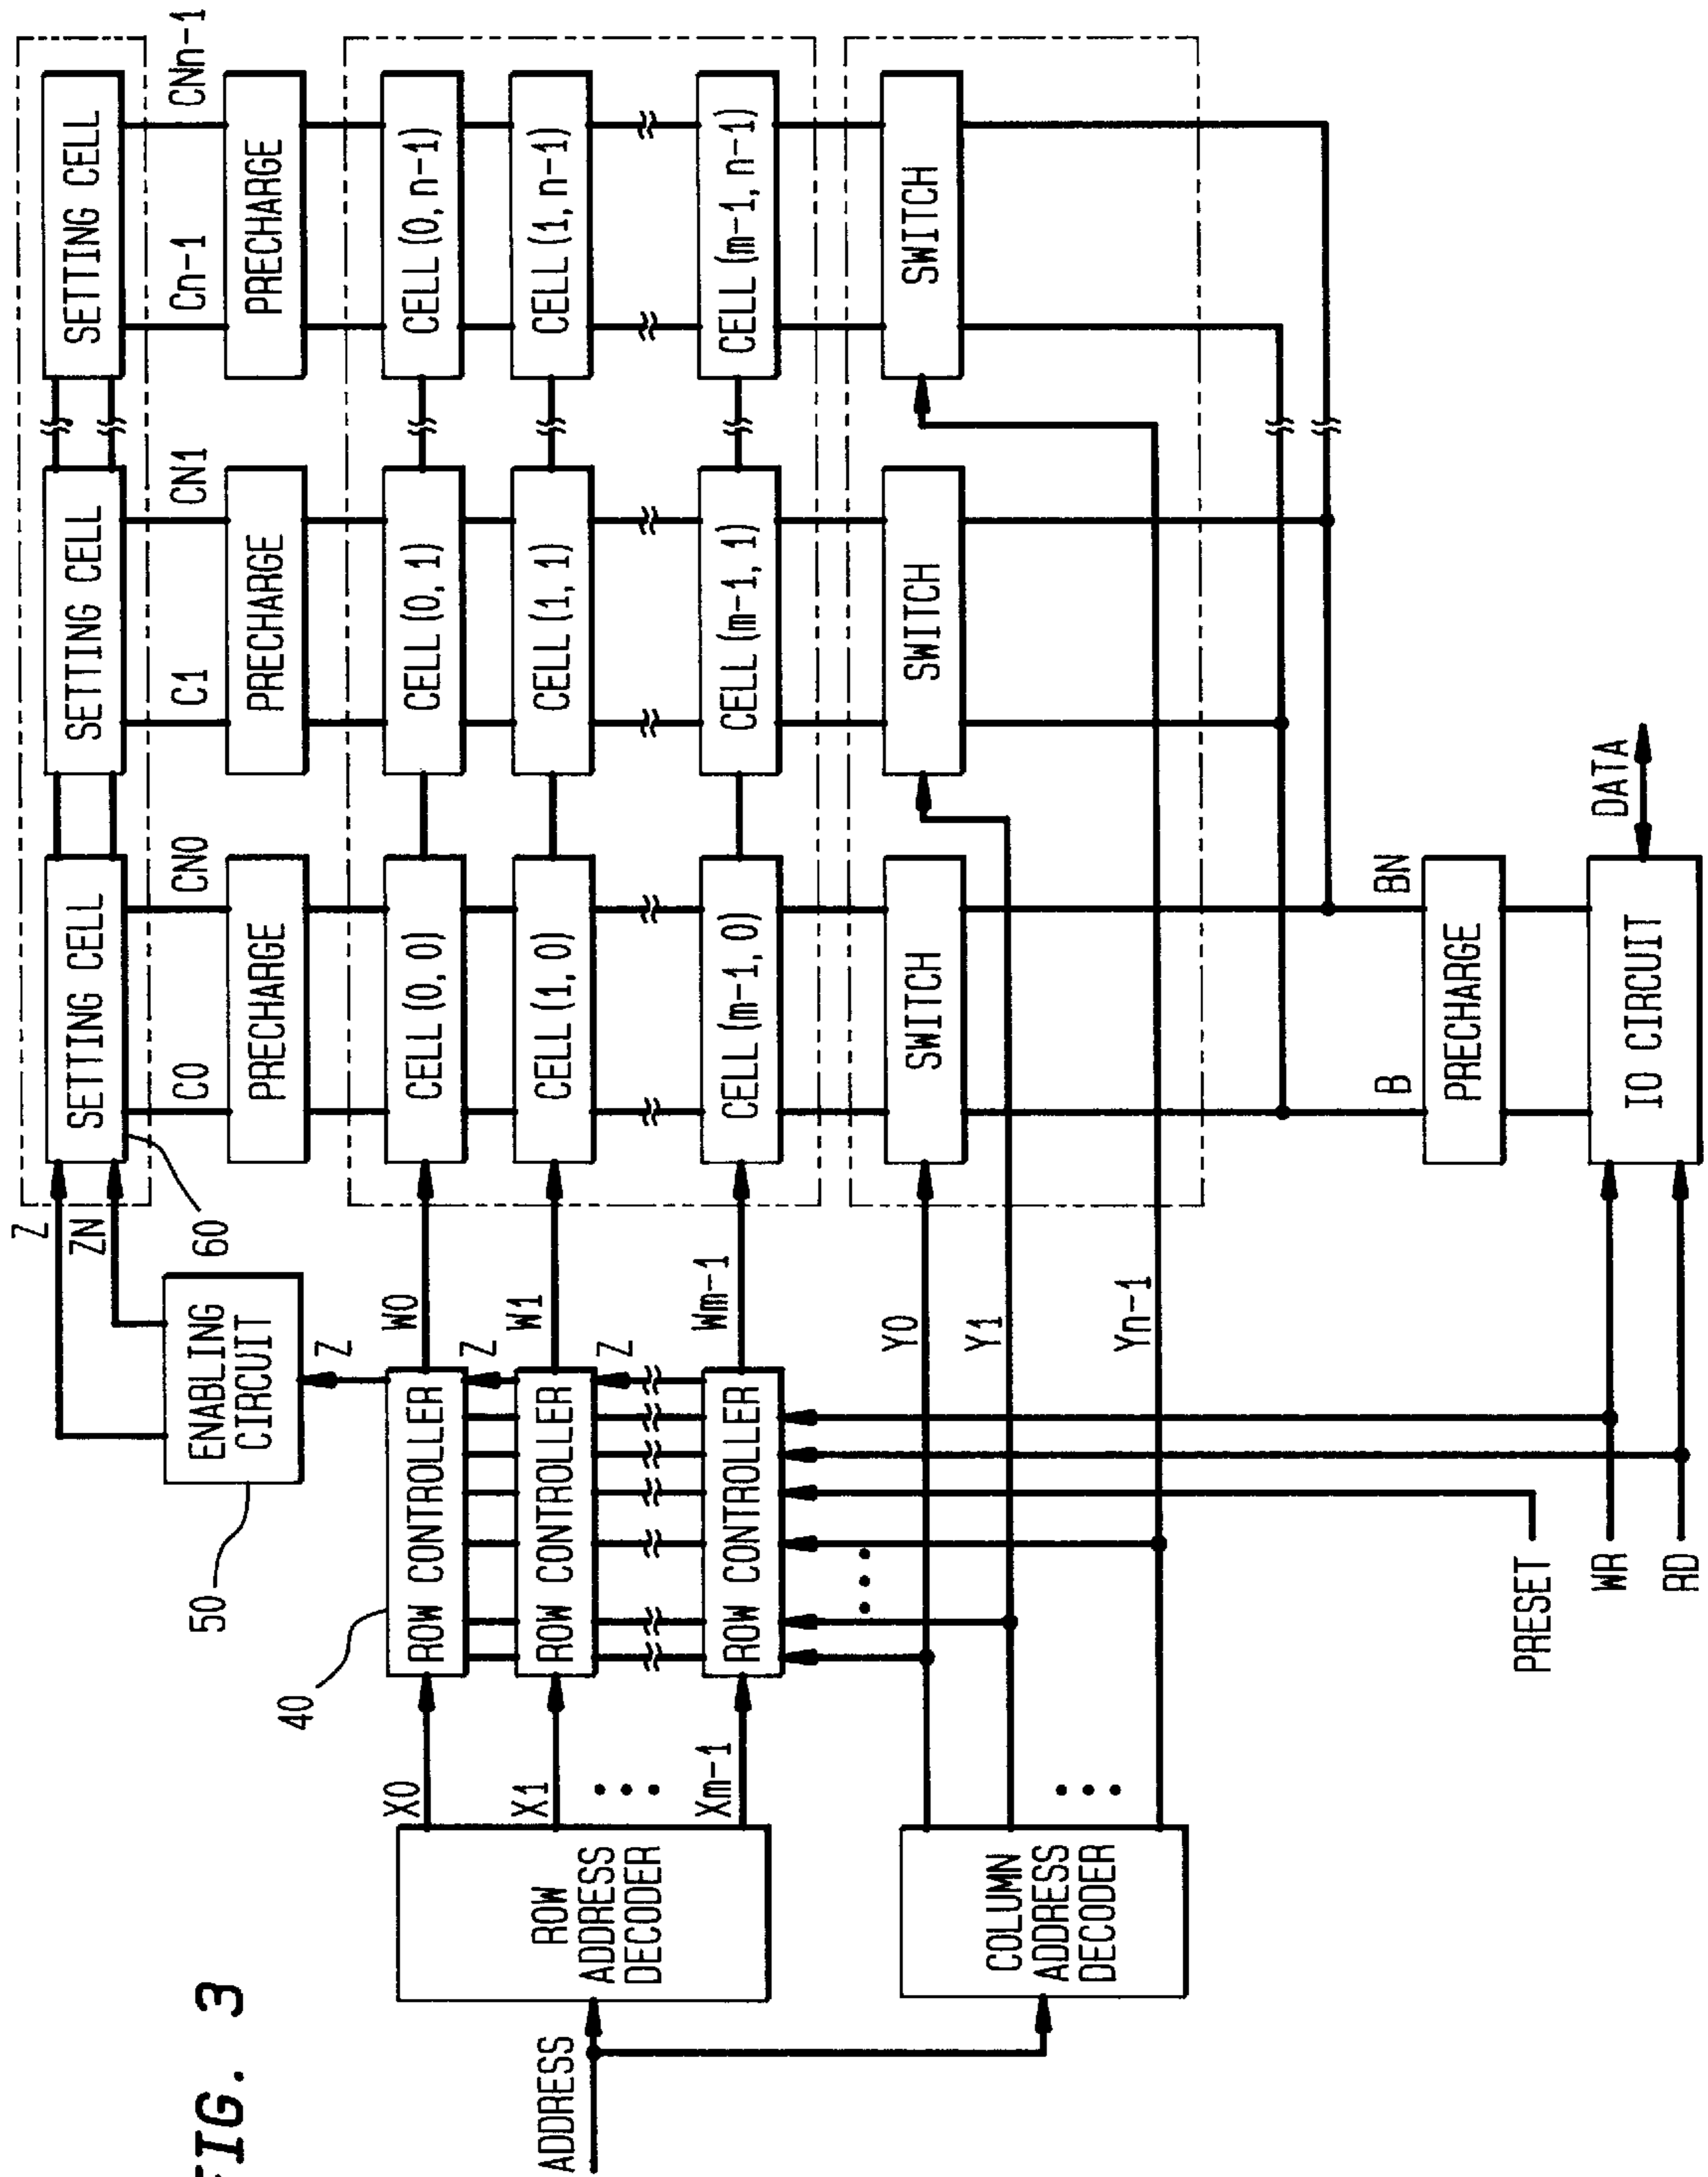 FIG. 3
Z
ZN
SETTING CELL
SETTING CELL
SETTING CELL
60
ENABLING
CIRCUIT
50
C0
CN0
C1
CN1
Cn-1
CNn-1
PRECHARGE
PRECHARGE
PRECHARGE
Z
40
X0
ROW CONTROLLER
W0
CELL (0, 0)
CELL (0, 1)
CELL (0, n-1)
Z
X1
ROW CONTROLLER
W1
CELL (1, 0)
CELL (1, 1)
CELL (1, n-1)
Z
Xm-1
ROW CONTROLLER
Wm-1
CELL (m-1, 0)
CELL (m-1, 1)
CELL (m-1, n-1)
ADDRESS
ROW
ADDRESS
DECODER
COLUMN
ADDRESS
DECODER
Y0
Y1
Yn-1
SWITCH
SWITCH
SWITCH
B
BN
PRECHARGE
PRESET
WR
RD
IO CIRCUIT
DATA